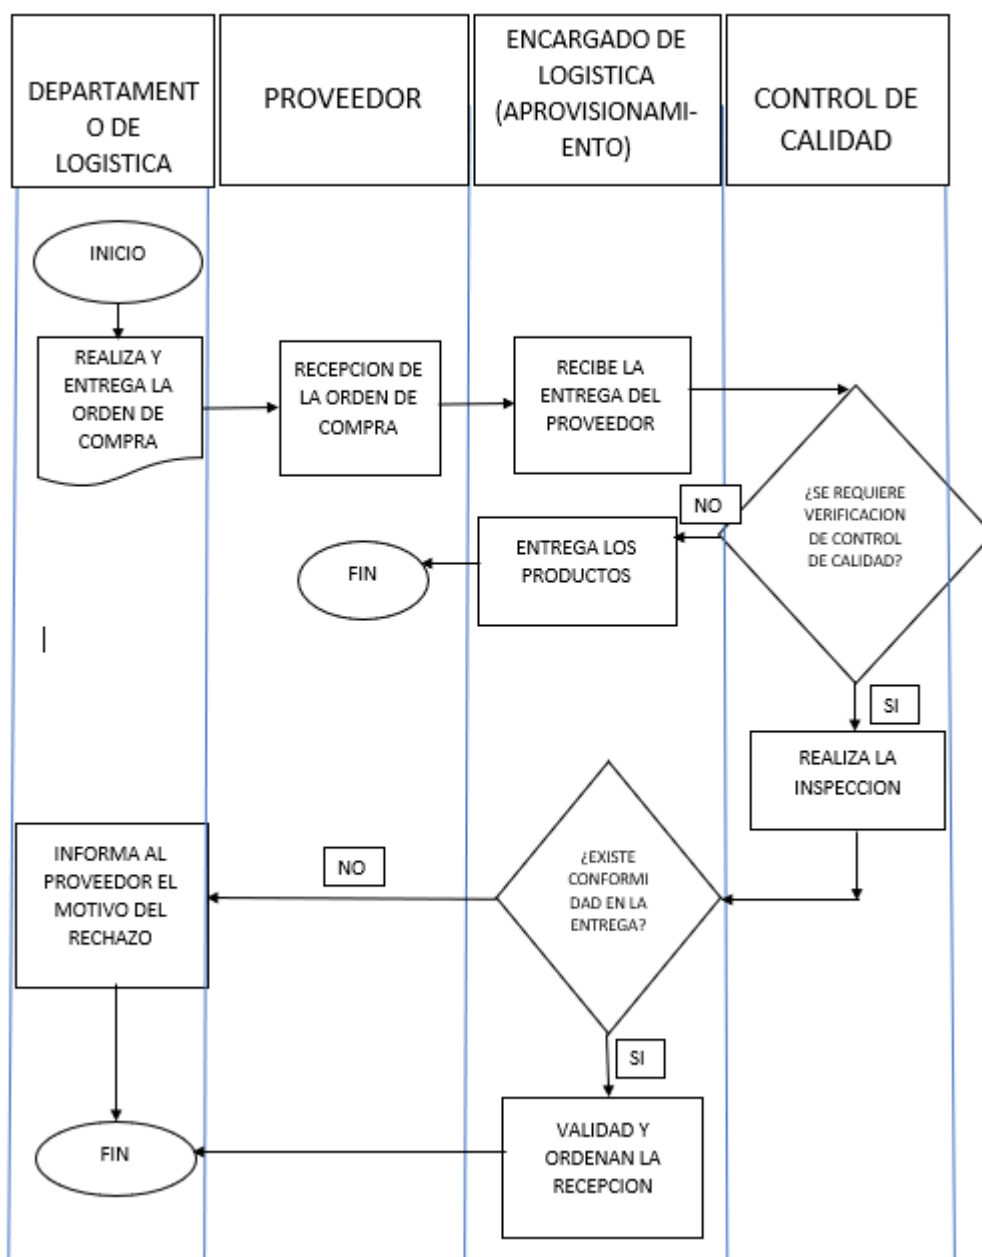 DEPARTAMENT
O DE
LOGISTICA
PROVEEDOR
ENCARGADO DE
LOGISTICA
(APROVISIONAMI-
ENTO)
CONTROL DE
CALIDAD
INICIO
REALIZA Y
ENTREGA LA
ORDEN DE
COMPRA
RECEPCION DE
LA ORDEN DE
COMPRA
RECIBE LA
ENTREGA DEL
PROVEEDOR
¿SE REQUIERE
VERIFICACION
DE CONTROL
DE CALIDAD?
NO
ENTREGA LOS
PRODUCTOS
FIN
SI
REALIZA LA
INSPECCION
¿EXISTE
CONFORMI
DAD EN LA
ENTREGA?
NO
INFORMA AL
PROVEEDOR EL
MOTIVO DEL
RECHAZO
SI
VALIDAD Y
ORDENAN LA
RECEPCION
FIN